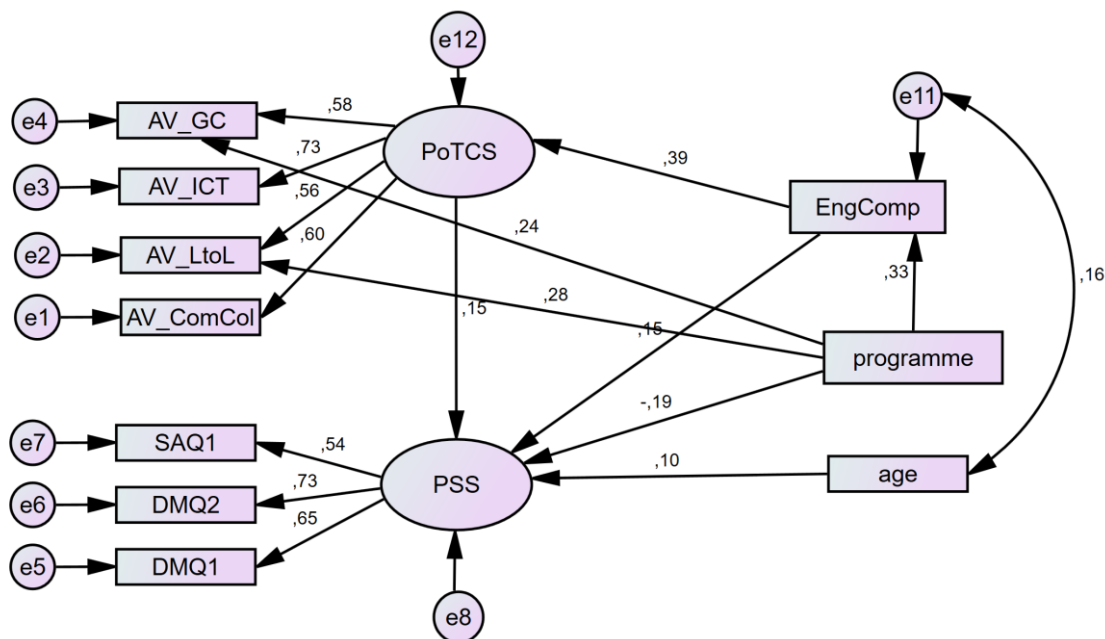 e12
e11
e4
AV_GC
,58
PoTCS
e3
AV_ICT
,73
,39
EngComp
,56
e2
AV_LtoL
,60
,24
,33
,16
e1
AV_ComCol
,15
,28
,15
programme
-,19
e7
SAQ1
,54
PSS
,10
age
e6
DMQ2
,73
e5
DMQ1
,65
e8